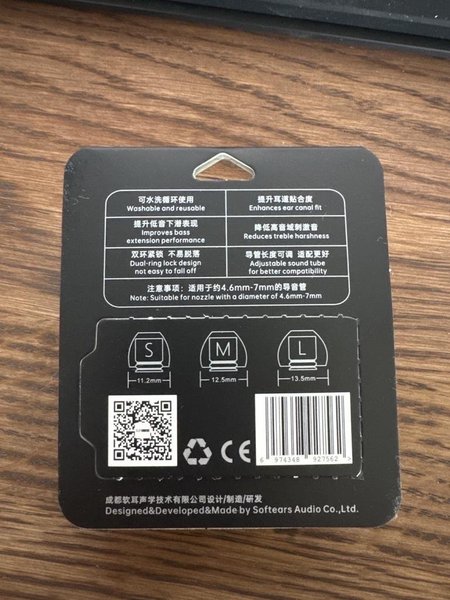 可水洗循环使用
Washable and reusable
提升耳道贴合度
Enhances ear canal fit
提升低音下潜表现
Improves bass
extension performance
降低高音域刺激音
Reduces treble harshness
双环紧锁 不易脱落
Dual-ring lock design
not easy to fall off
导管长度可调 适配更好
Adjustable sound tube
for better compatibility
注意事项：适用于约4.6mm-7mm的导音管
Note: Suitable for nozzle with a diameter of 4.6mm-7mm
S M L
11.2mm 12.5mm 13.5mm
CE
6 974348 927562 >
成都软耳声学技术有限公司设计/制造/研发
Designed&Developed&Made by Softears Audio Co.,Ltd.